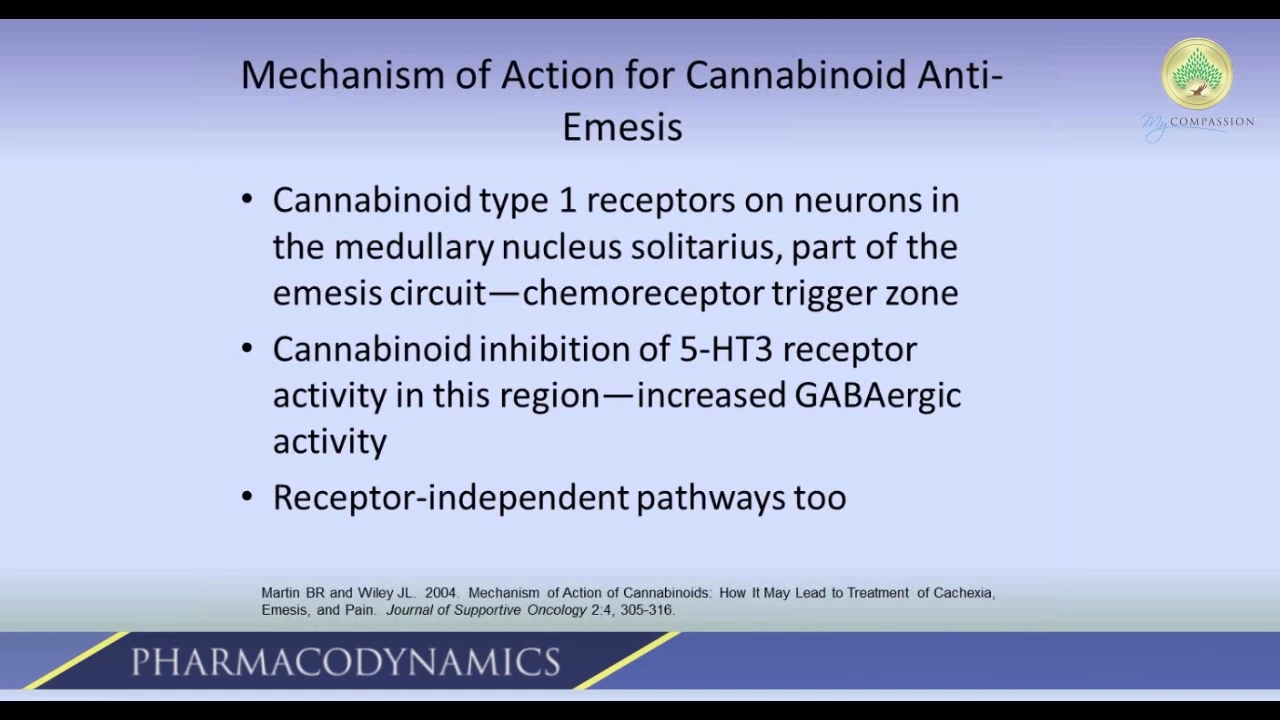 Mechanism of Action for Cannabinoid Anti-
Emesis
My COMPASSION
• Cannabinoid type 1 receptors on neurons in
the medullary nucleus solitarius, part of the
emesis circuit—chemoreceptor trigger zone
• Cannabinoid inhibition of 5-HT3 receptor
activity in this region—increased GABAergic
activity
• Receptor-independent pathways too
Martin BR and Wiley JL. 2004. Mechanism of Action of Cannabinoids: How It May Lead to Treatment of Cachexia,
Emesis, and Pain. Journal of Supportive Oncology 2:4, 305-316.
PHARMACODYNAMICS